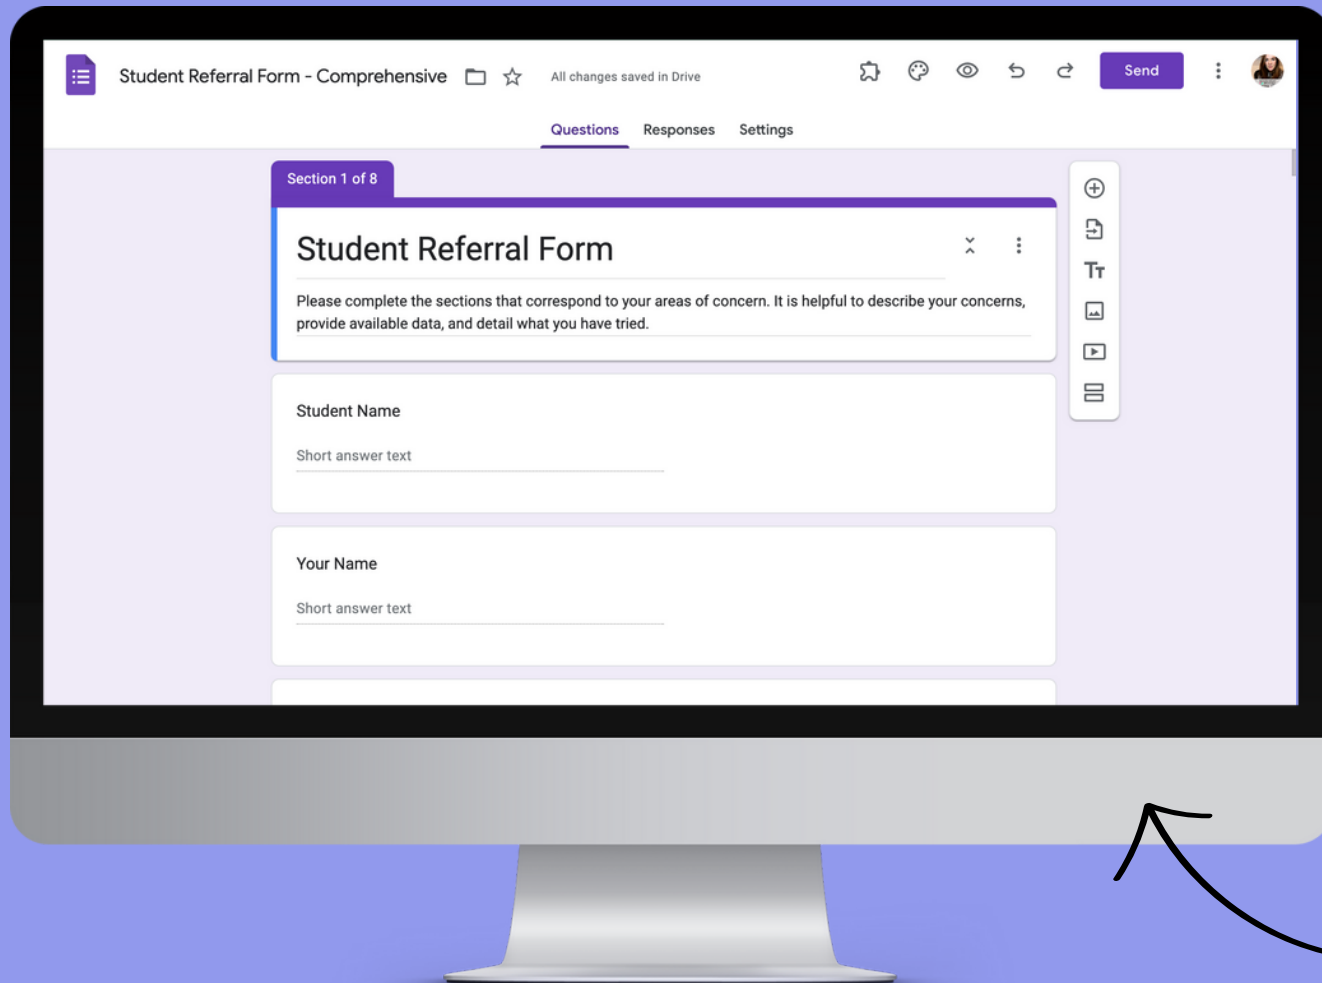 Student Referral Form - Comprehensive
All changes saved in Drive
Send
Questions Responses Settings
Section 1 of 8
Student Referral Form
Please complete the sections that correspond to your areas of concern. It is helpful to describe your concerns,
provide available data, and detail what you have tried.
Tт
Student Name
Short answer text
Your Name
Short answer text